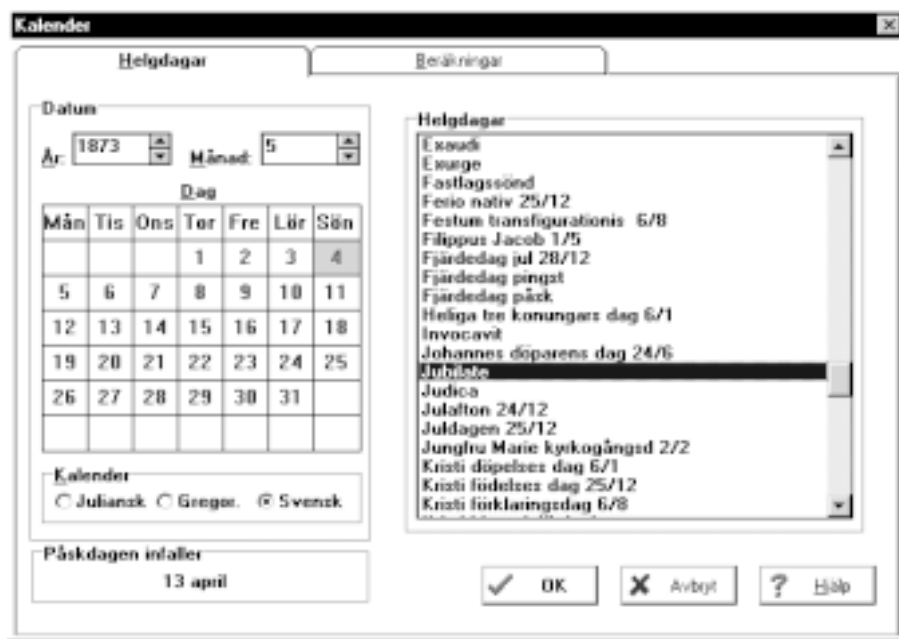 Kalender
Helgdagar
Beräkningar
Datum
År: 1873 Månad: 5
Dag
Mån Tis Ons Tor Fre Lör Sön
1 2 3 4
5 6 7 8 9 10 11
12 13 14 15 16 17 18
19 20 21 22 23 24 25
26 27 28 29 30 31
Kalender
Juliansk Gregor. Svensk
Påskdagen infaller
13 april
Helgdagar
Exaudi
Exurge
Fastlagssönd
Ferio nativ 25/12
Festum transfigurationis 6/8
Filippus Jacob 1/5
Fjärdedag jul 28/12
Fjärdedag pingst
Fjärdedag påsk
Heliga tre konungars dag 6/1
Invocavit
Johannes döparens dag 24/6
Jubilate
Judica
Julafton 24/12
Juldagen 25/12
Jungfru Marie kyrkogångsd 2/2
Kristi döpelses dag 6/1
Kristi födelses dag 25/12
Kristi förklaringsdag 6/8
OK Avbryt Hjälp